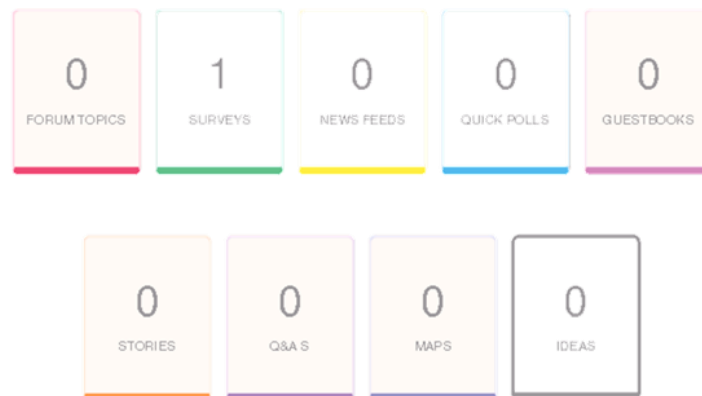 0 1 0 0 0
FORUM TOPICS SURVEYS NEWS FEEDS QUICK POLLS GUESTBOOKS
0 0 0 0
STORIES Q&A S MAPS IDEAS